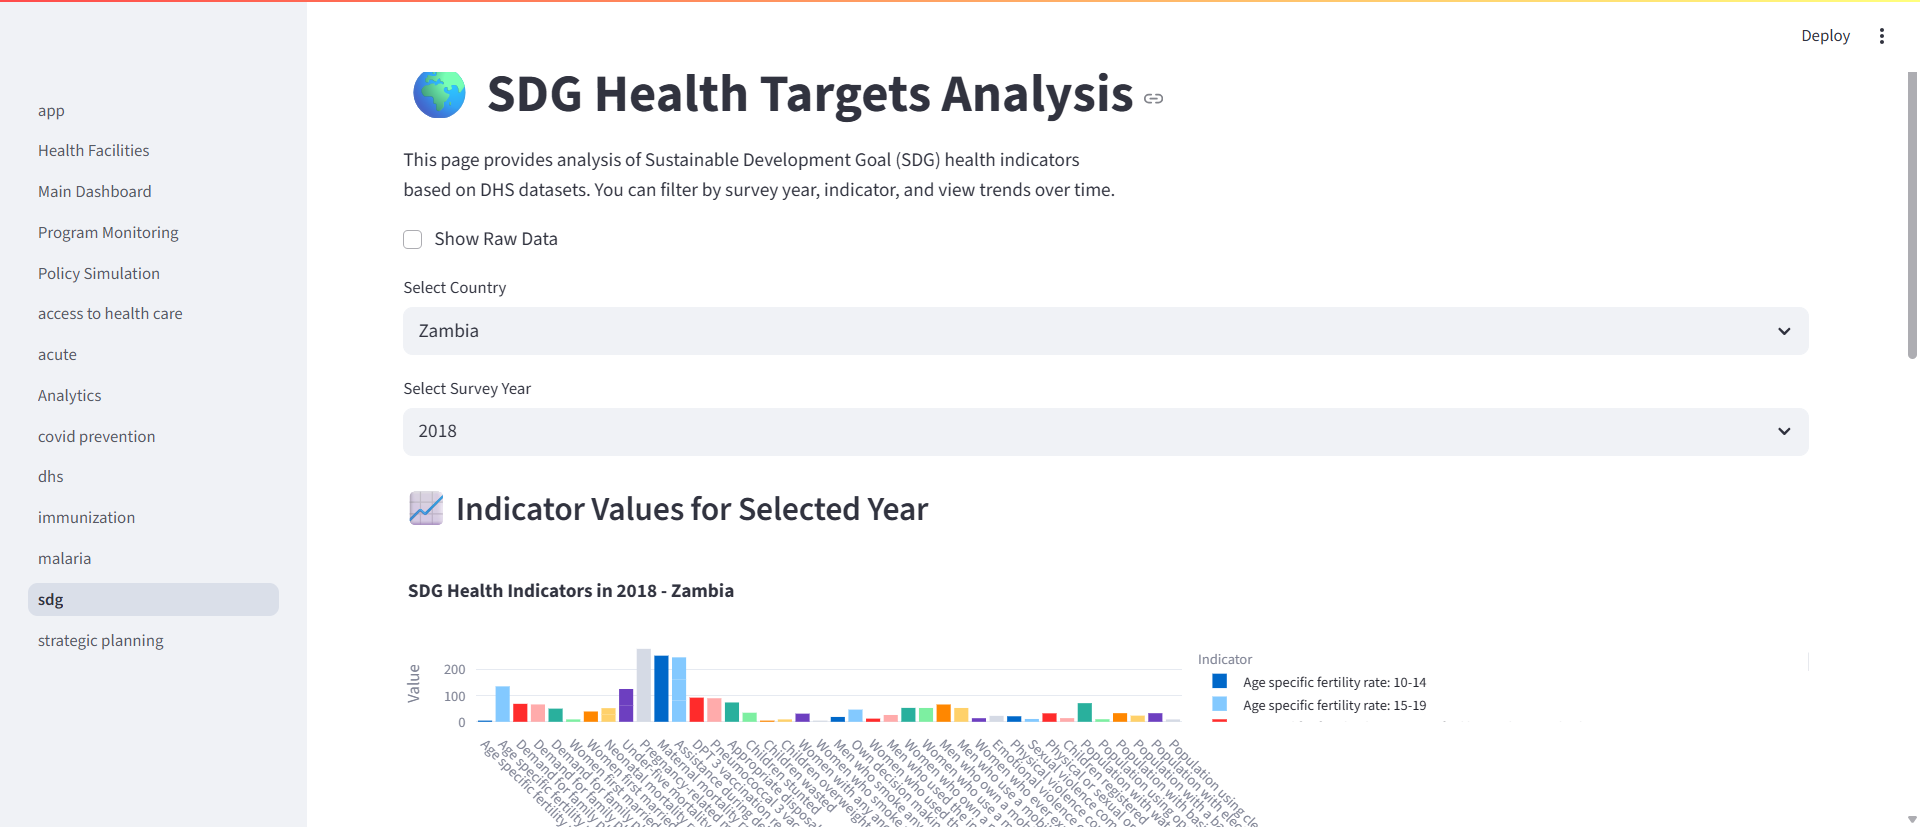 Deploy
app
Health Facilities
Main Dashboard
Program Monitoring
Policy Simulation
access to health care
acute
Analytics
covid prevention
dhs
immunization
malaria
sdg
strategic planning
SDG Health Targets Analysis
This page provides analysis of Sustainable Development Goal (SDG) health indicators
based on DHS datasets. You can filter by survey year, indicator, and view trends over time.
Show Raw Data
Select Country
Zambia
Select Survey Year
2018
Indicator Values for Selected Year
SDG Health Indicators in 2018 - Zambia
Value
200
100
0
Indicator
Age specific fertility rate: 10-14
Age specific fertility rate: 15-19
Age specific fertility
Age specific fertility
Demand for family
Demand for family
Demand for family
Women first married
Women first married
Neonatal mortality
Under-five mortality
Pregnancy-related
Maternal mortality
Assistance during
DPT 3 vaccination
Pneumococcal 3
Appropriate disposal
Children stunted
Children wasted
Children overweight
Women with any
Women who smoke
Men who smoke any
Own decision making
Women who used the
Men who used the
Women who own a
Women who use a
Men who own a
Men who use a
Women who ever
Emotional violence
Physical violence
Sexual violence
Physical or sexual
Children registered
Population with
Population using
Population with
Population with a
Population with
Population using